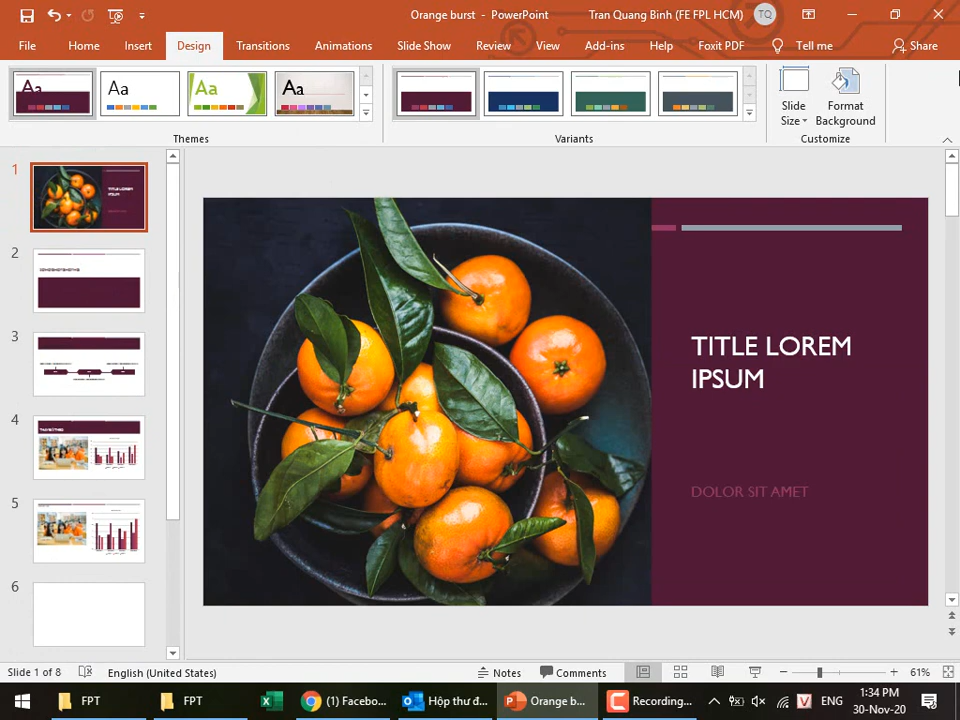 Orange burst - PowerPoint
Tran Quang Binh (FE FPL HCM)
TQ
File
Home
Insert
Design
Transitions
Animations
Slide Show
Review
View
Add-ins
Help
Foxit PDF
Tell me
Share
Aa
Aa
Aa
Aa
Slide Size
Format Background
Themes
Variants
Customize
1
TITLE LOREM
IPSUM
2
3
4
5
6
TITLE LOREM
IPSUM
DOLOR SIT AMET
Slide 1 of 8
English (United States)
Notes
Comments
61%
FPT
FPT
(1) Facebo...
Hộp thư đ...
Orange b...
Recording...
ENG
1:34 PM
30-Nov-20